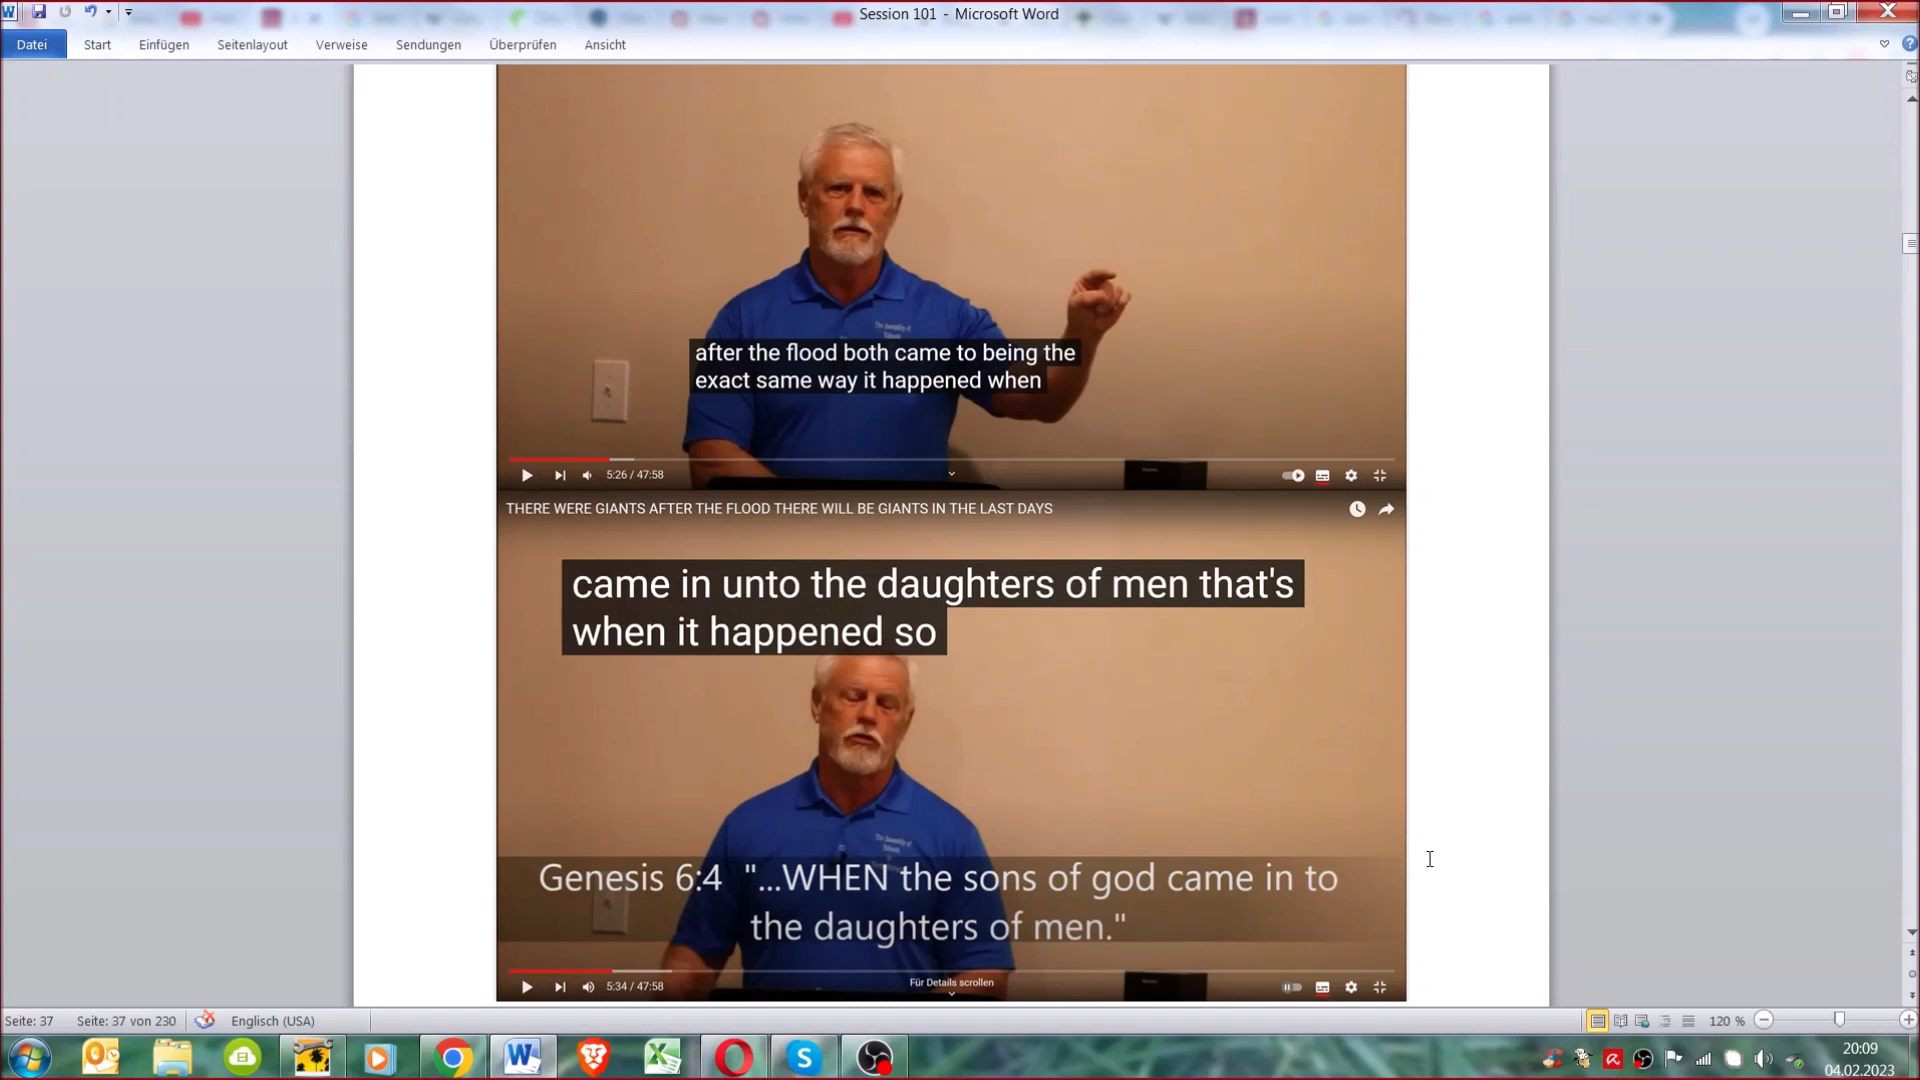 Session 101 - Microsoft Word
Datei Start Einfügen Seitenlayout Verweise Sendungen Überprüfen Ansicht
after the flood both came to being the
exact same way it happened when
5:26 / 47:58
THERE WERE GIANTS AFTER THE FLOOD THERE WILL BE GIANTS IN THE LAST DAYS
came in unto the daughters of men that's
when it happened so
Genesis 6:4 "...WHEN the sons of god came in to
the daughters of men."
Für Details scrollen
5:34 / 47:58
Seite: 37 Seite: 37 von 230 Englisch (USA) 120 %
20:09
04.02.2023